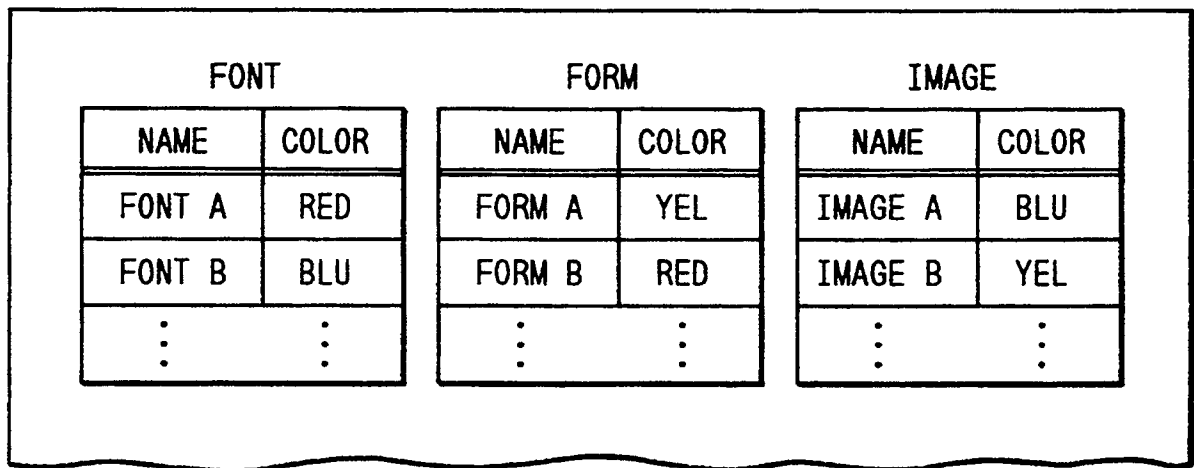 FONT FORM IMAGE
NAME COLOR NAME COLOR NAME COLOR
FONT A RED FORM A YEL IMAGE A BLU
FONT B BLU FORM B RED IMAGE B YEL